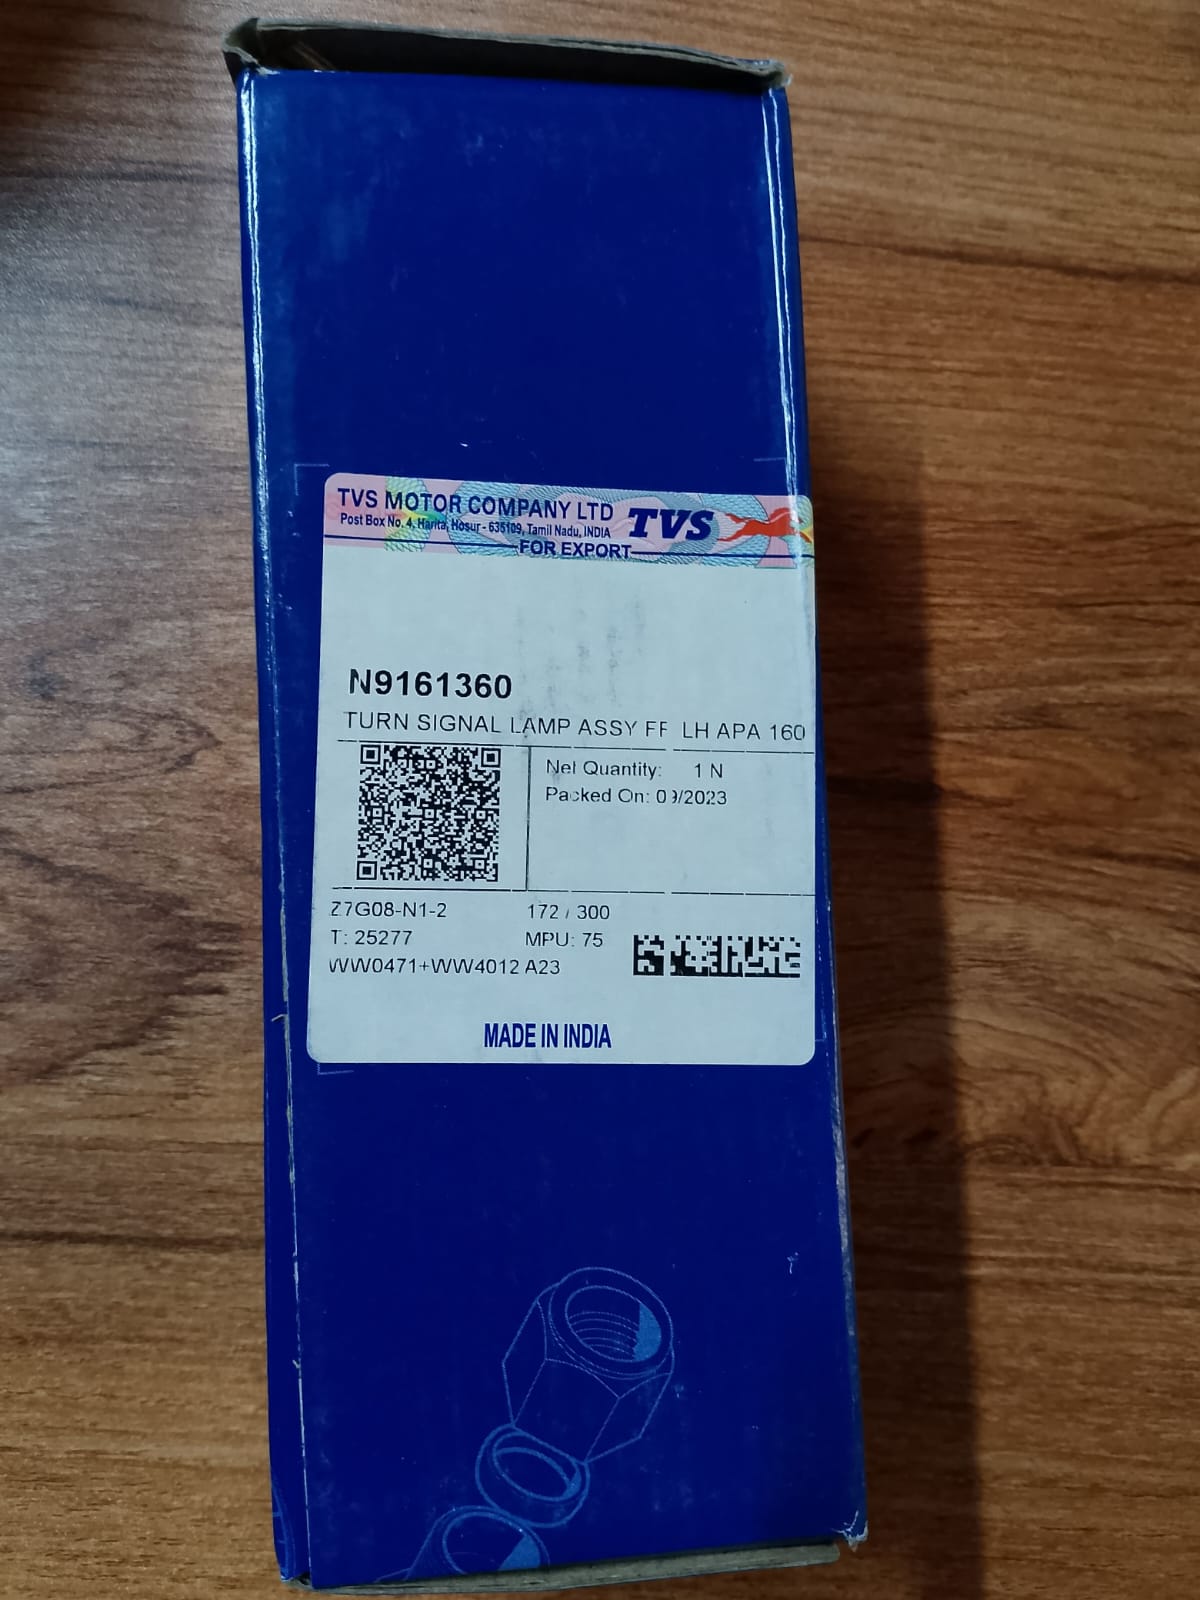 TVS MOTOR COMPANY LTD
Post Box No. 4, Harita, Hosur - 635109, Tamil Nadu, INDIA
TVS
FOR EXPORT
N9161360
TURN SIGNAL LAMP ASSY FF LH APA 160
Net Quantity: 1 N
Packed On: 09/2023
Z7G08-N1-2 172 / 300
T: 25277 MPU: 75
WW0471+WW4012 A23
MADE IN INDIA